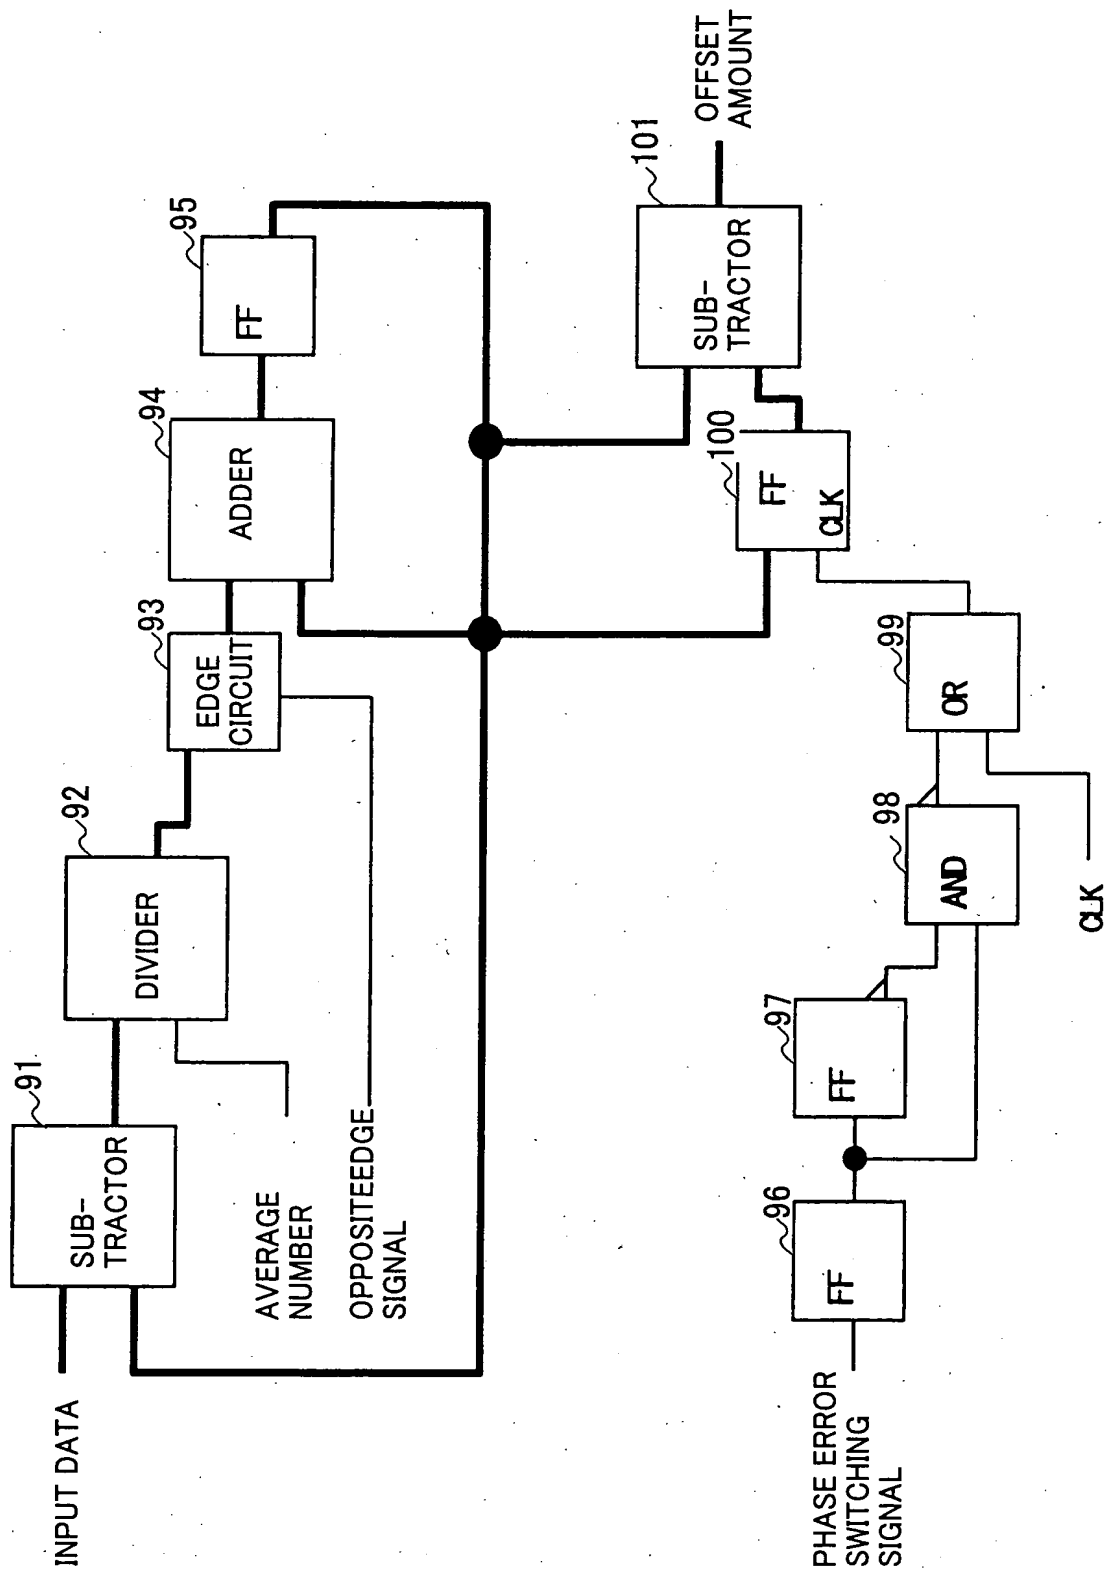 INPUT DATA
91
SUB-
TRACTOR
92
DIVIDER
93
EDGE
CIRCUIT
94
ADDER
95
FF
AVERAGE
NUMBER
OPPOSITEEDGE
SIGNAL
PHASE ERROR
SWITCHING
SIGNAL
96
FF
97
FF
98
AND
99
OR
CLK
100
FF
CLK
101
SUB-
TRACTOR
OFFSET
AMOUNT